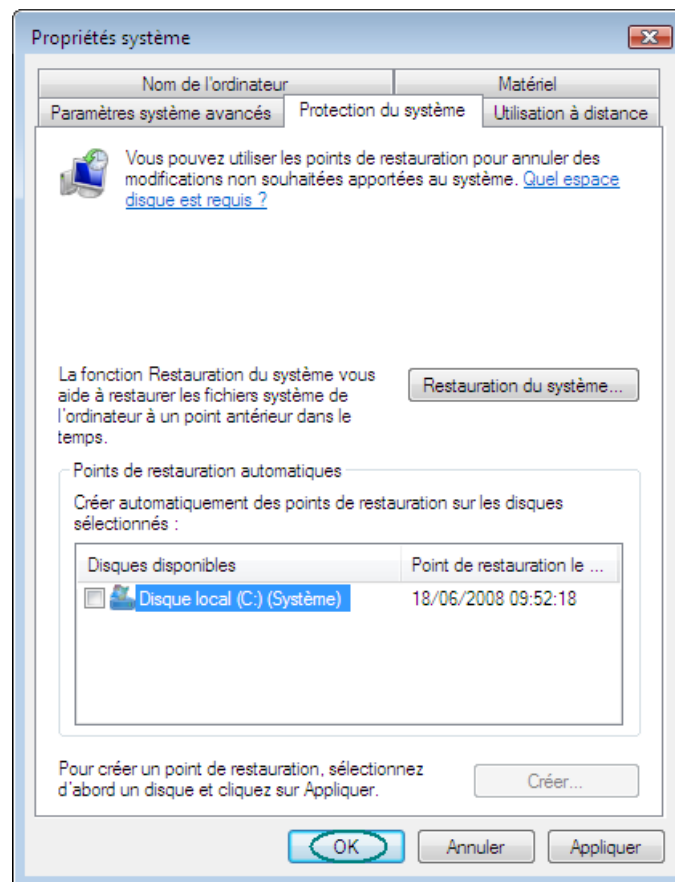 Propriétés système
Nom de l'ordinateur
Matériel
Paramètres système avancés
Protection du système
Utilisation à distance
Vous pouvez utiliser les points de restauration pour annuler des
modifications non souhaitées apportées au système. Quel espace
disque est requis ?
La fonction Restauration du système vous
aide à restaurer les fichiers système de
l'ordinateur à un point antérieur dans le
temps.
Restauration du système...
Points de restauration automatiques
Créer automatiquement des points de restauration sur les disques
sélectionnés :
Disques disponibles
Point de restauration le ...
Disque local (C:) (Système)
18/06/2008 09:52:18
Pour créer un point de restauration, sélectionnez
d'abord un disque et cliquez sur Appliquer.
Créer...
OK
Annuler
Appliquer